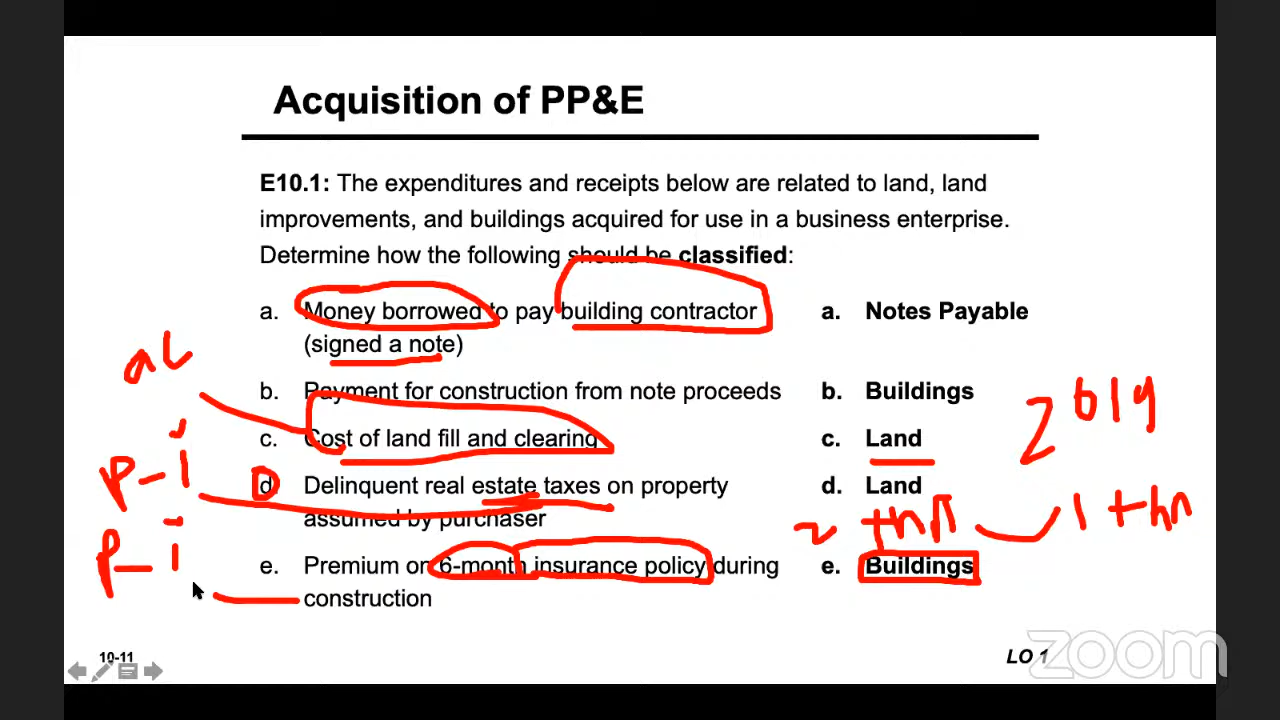 Acquisition of PP&E
E10.1: The expenditures and receipts below are related to land, land
improvements, and buildings acquired for use in a business enterprise.
Determine how the following should be classified:
a. Money borrowed to pay building contractor a. Notes Payable
(signed a note)
b. Payment for construction from note proceeds b. Buildings
2019
c. Cost of land fill and clearing c. Land
P-i
d. Delinquent real estate taxes on property d. Land
assumed by purchaser
P-i
e. Premium on 6-month insurance policy during e. Buildings
construction
10-11
LO 1
zoom